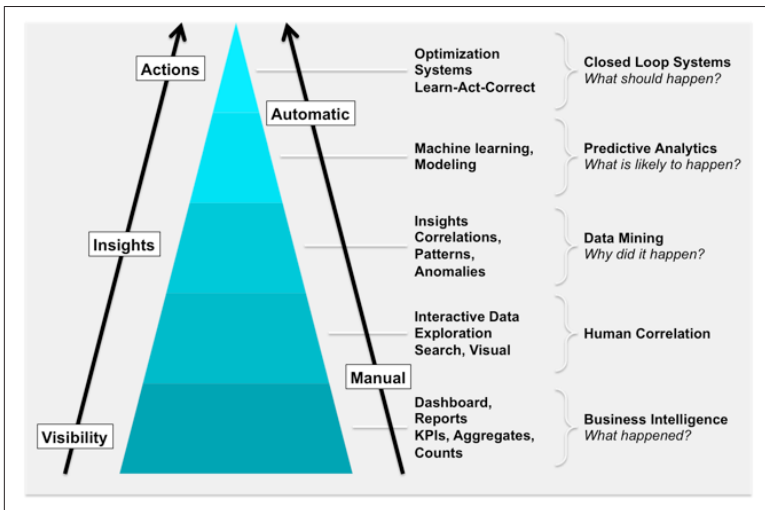 Actions
Automatic
Insights
Manual
Visibility
Optimization
Systems
Learn-Act-Correct
Closed Loop Systems
What should happen?
Machine learning,
Modeling
Predictive Analytics
What is likely to happen?
Insights
Correlations,
Patterns,
Anomalies
Data Mining
Why did it happen?
Interactive Data
Exploration
Search, Visual
Human Correlation
Dashboard,
Reports
KPIs, Aggregates,
Counts
Business Intelligence
What happened?